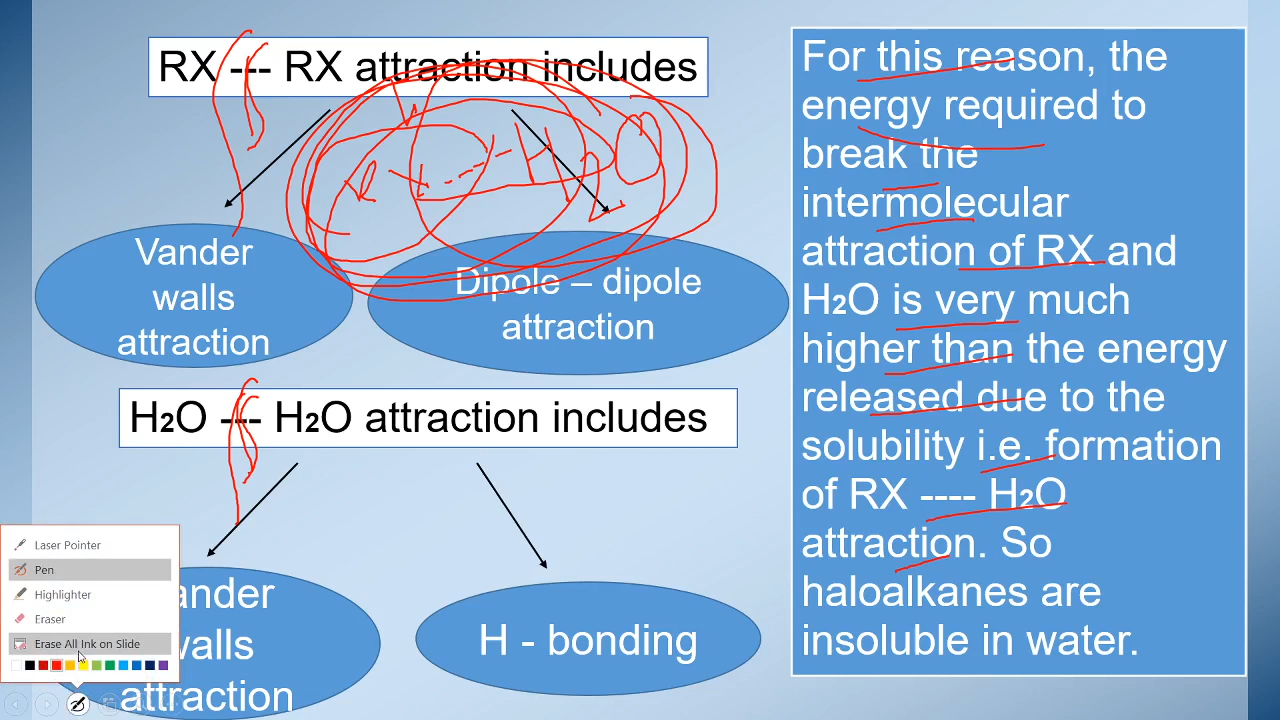 RX --- RX attraction includes
Vander
walls
attraction
Dipole – dipole
attraction
H2O --- H2O attraction includes
ander
walls
attraction
H - bonding
R - X --- H2O
For this reason, the
energy required to
break the
intermolecular
attraction of RX and
H2O is very much
higher than the energy
released due to the
solubility i.e. formation
of RX ---- H2O
attraction. So
haloalkanes are
insoluble in water.
Laser Pointer
Pen
Highlighter
Eraser
Erase All Ink on Slide